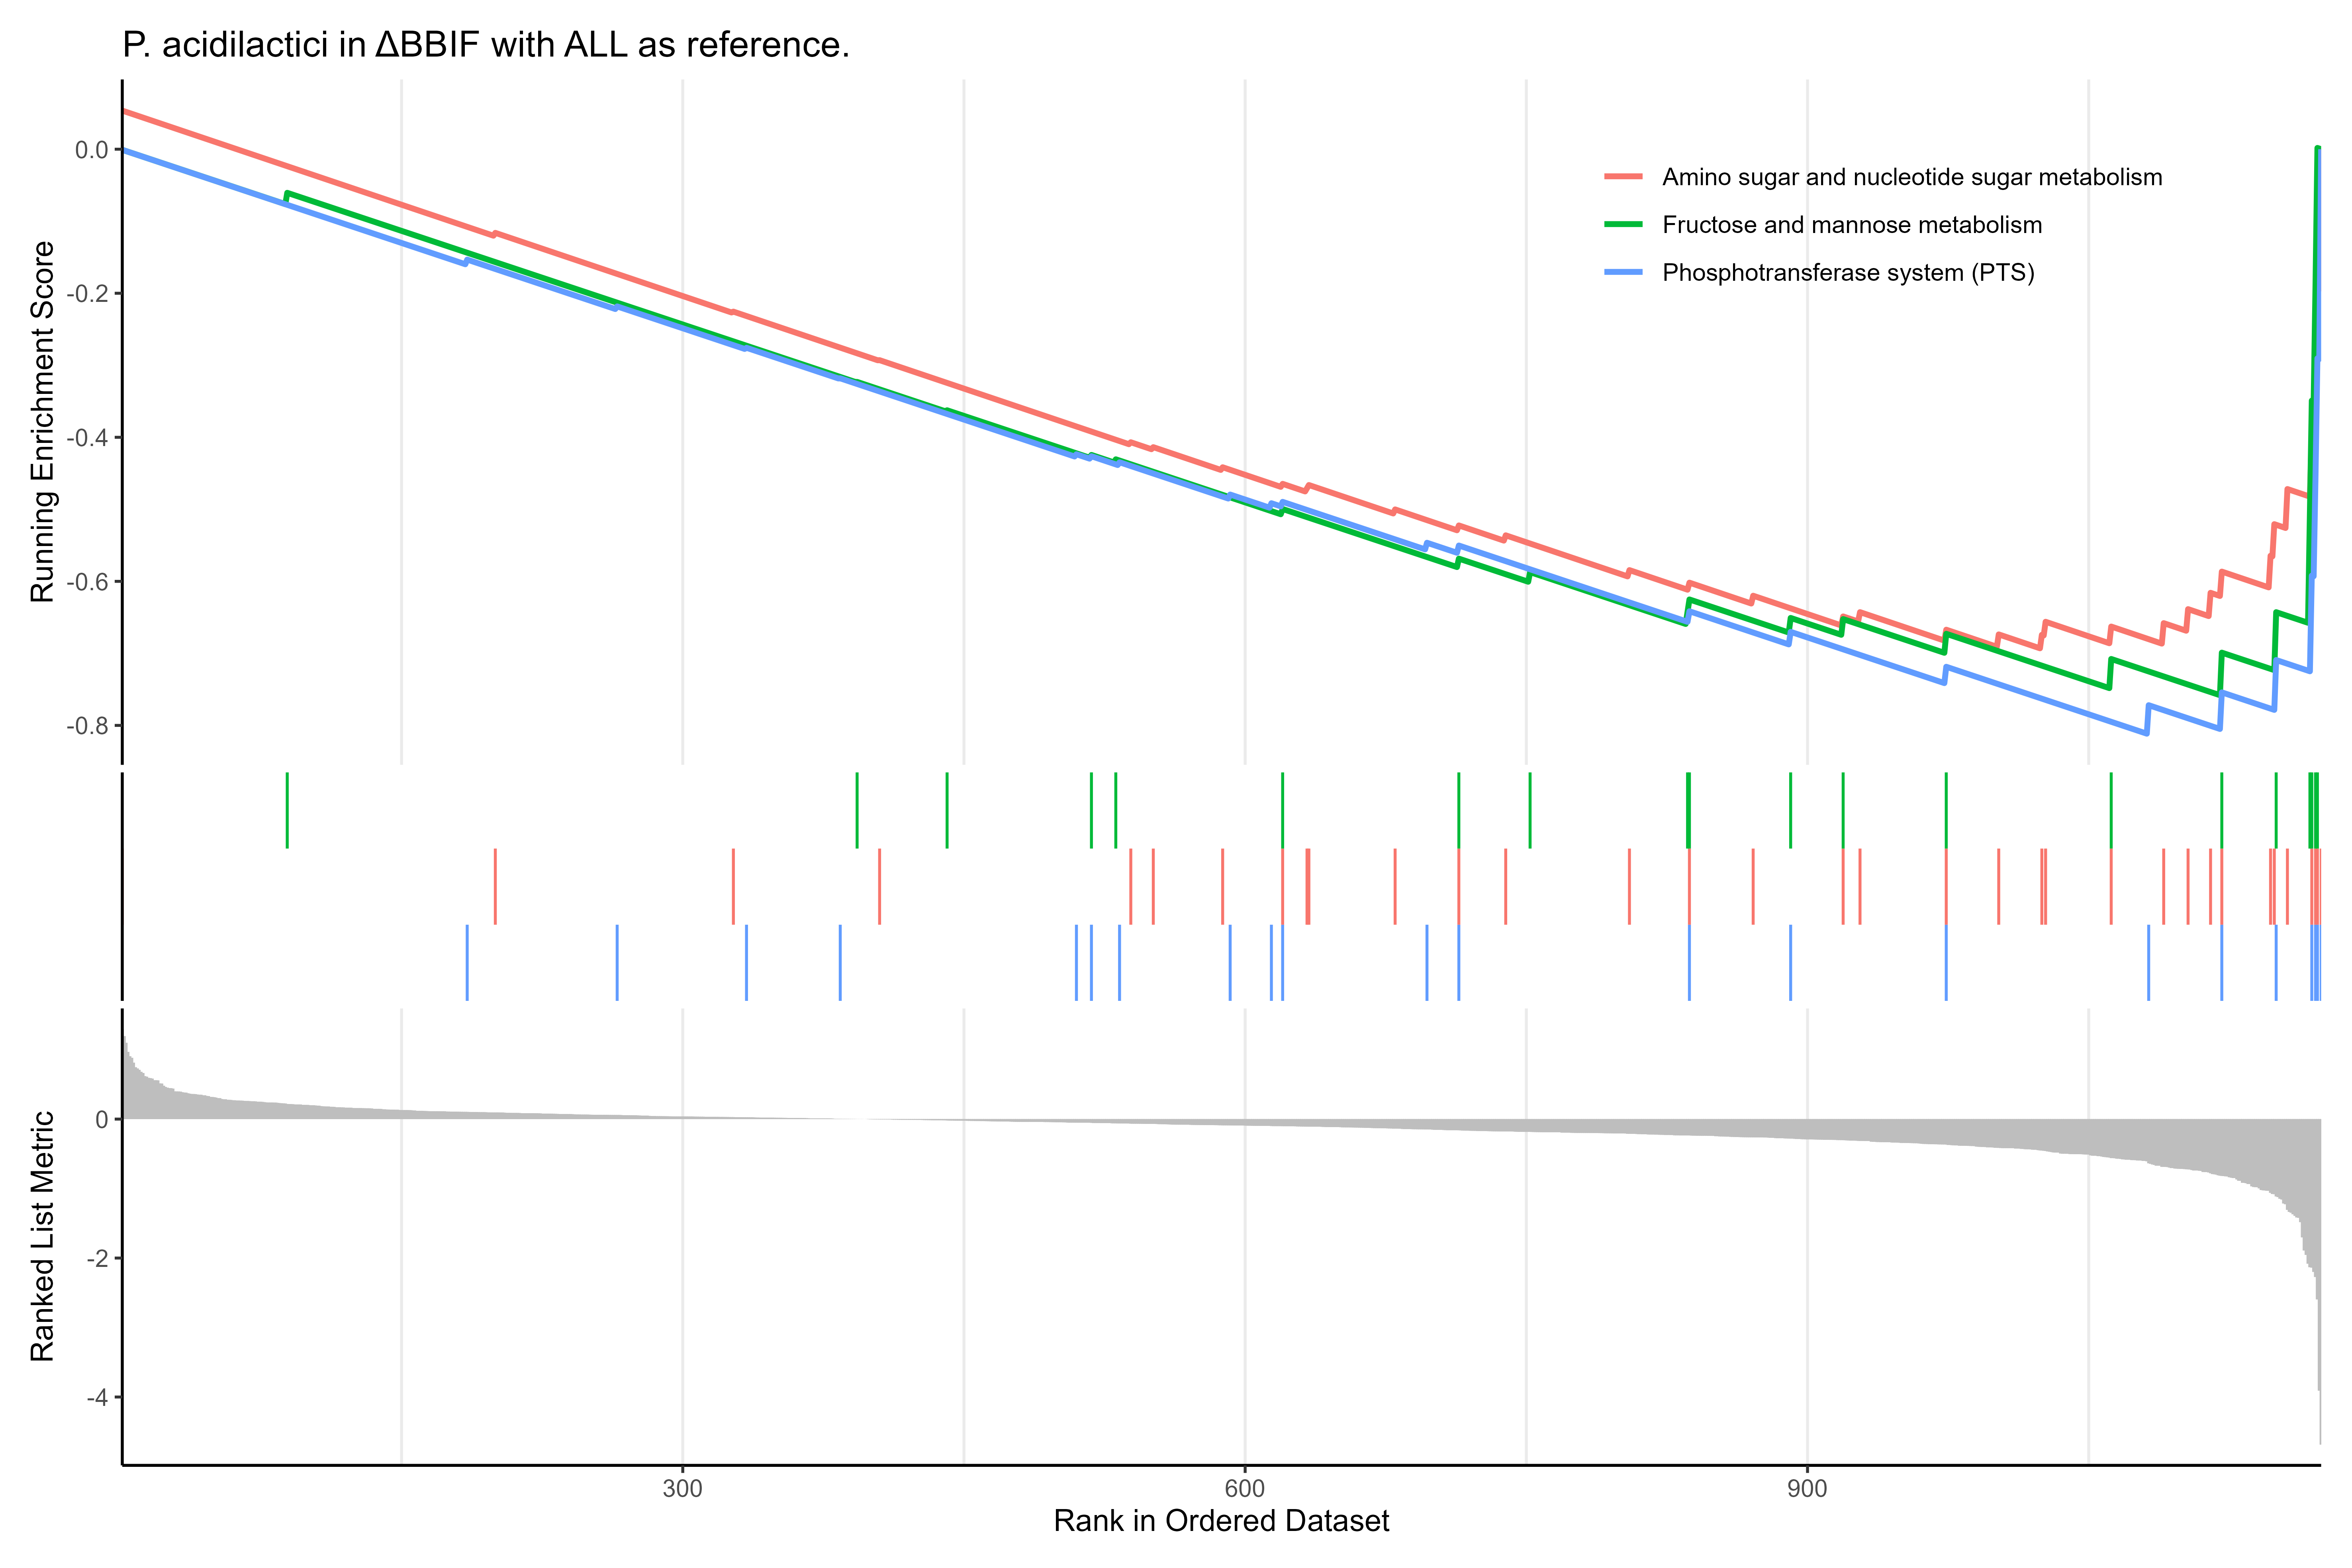 P. acidilactici in ΔBBIF with ALL as reference.
Running Enrichment Score
0.0
-0.2
-0.4
-0.6
-0.8
Amino sugar and nucleotide sugar metabolism
Fructose and mannose metabolism
Phosphotransferase system (PTS)
Ranked List Metric
0
-2
-4
300
600
900
Rank in Ordered Dataset